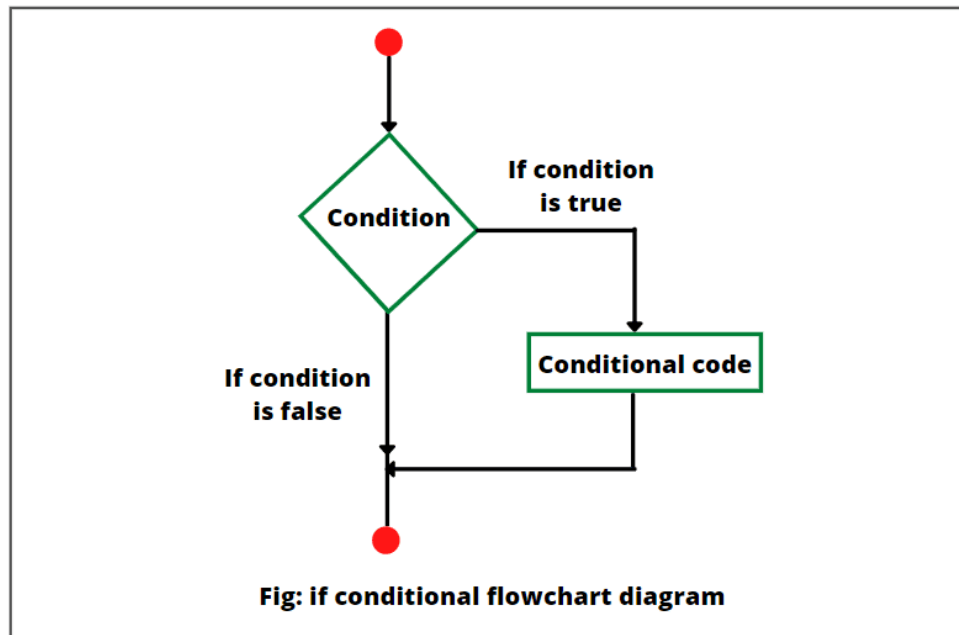 If condition
is true
Condition
Conditional code
If condition
is false
Fig: if conditional flowchart diagram